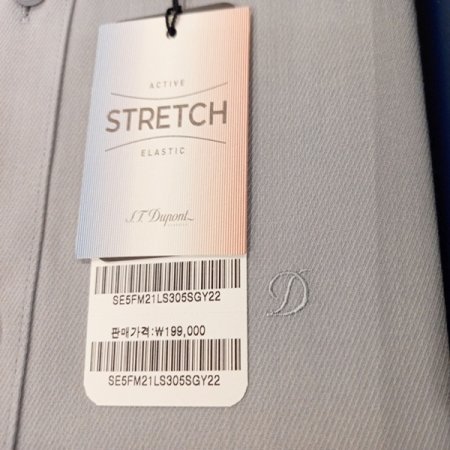 ACTIVE
STRETCH
ELASTIC
S.T. Dupont
SE5FM21LS305SGY22
판매가격:₩199,000
SE5FM21LS305SGY22
D